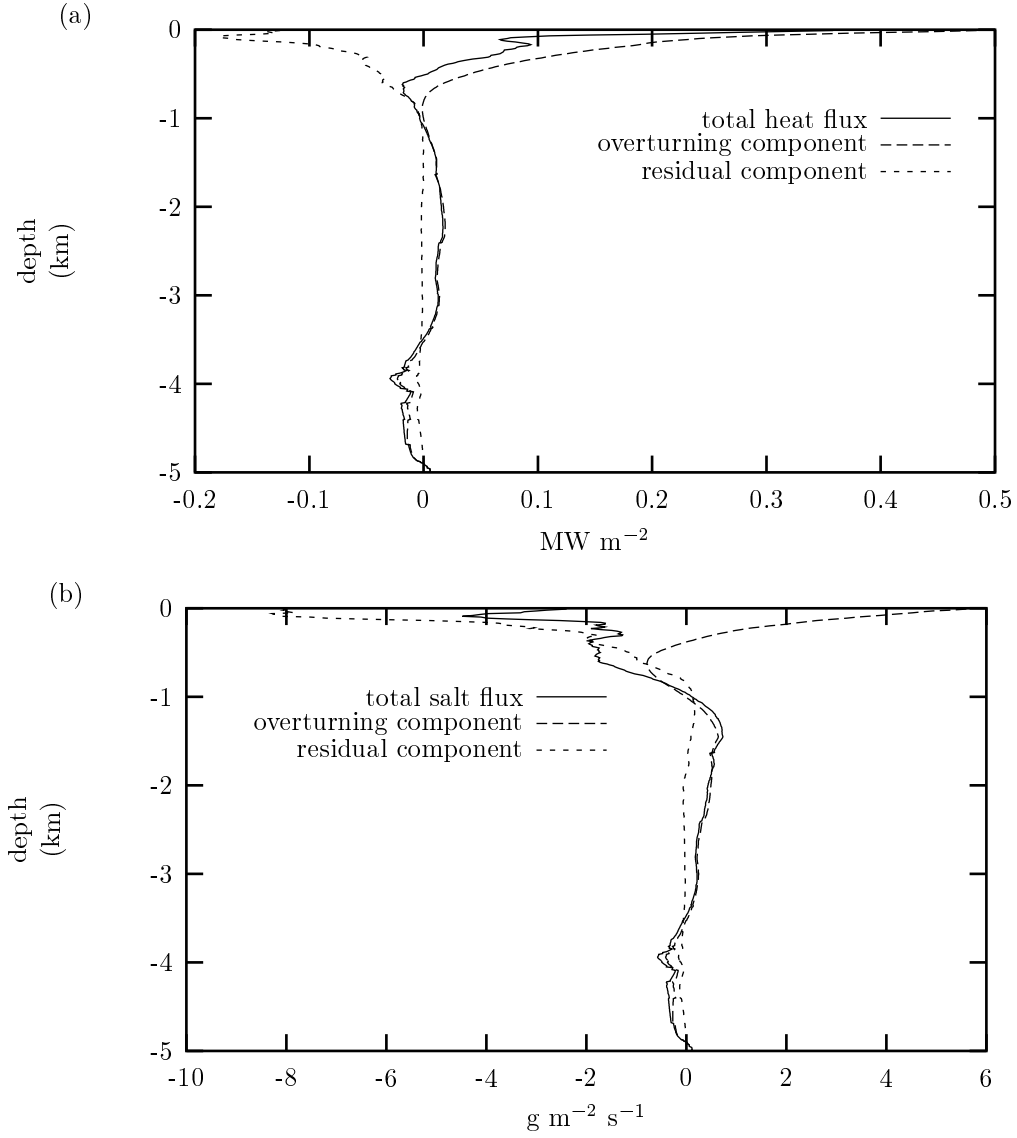 (a)
0
-1
-2
-3
-4
-5
depth
(km)
total heat flux
overturning component
residual component
-0.2 -0.1 0 0.1 0.2 0.3 0.4 0.5
MW m−2
(b)
0
-1
-2
-3
-4
-5
depth
(km)
total salt flux
overturning component
residual component
-10 -8 -6 -4 -2 0 2 4 6
g m−2 s−1